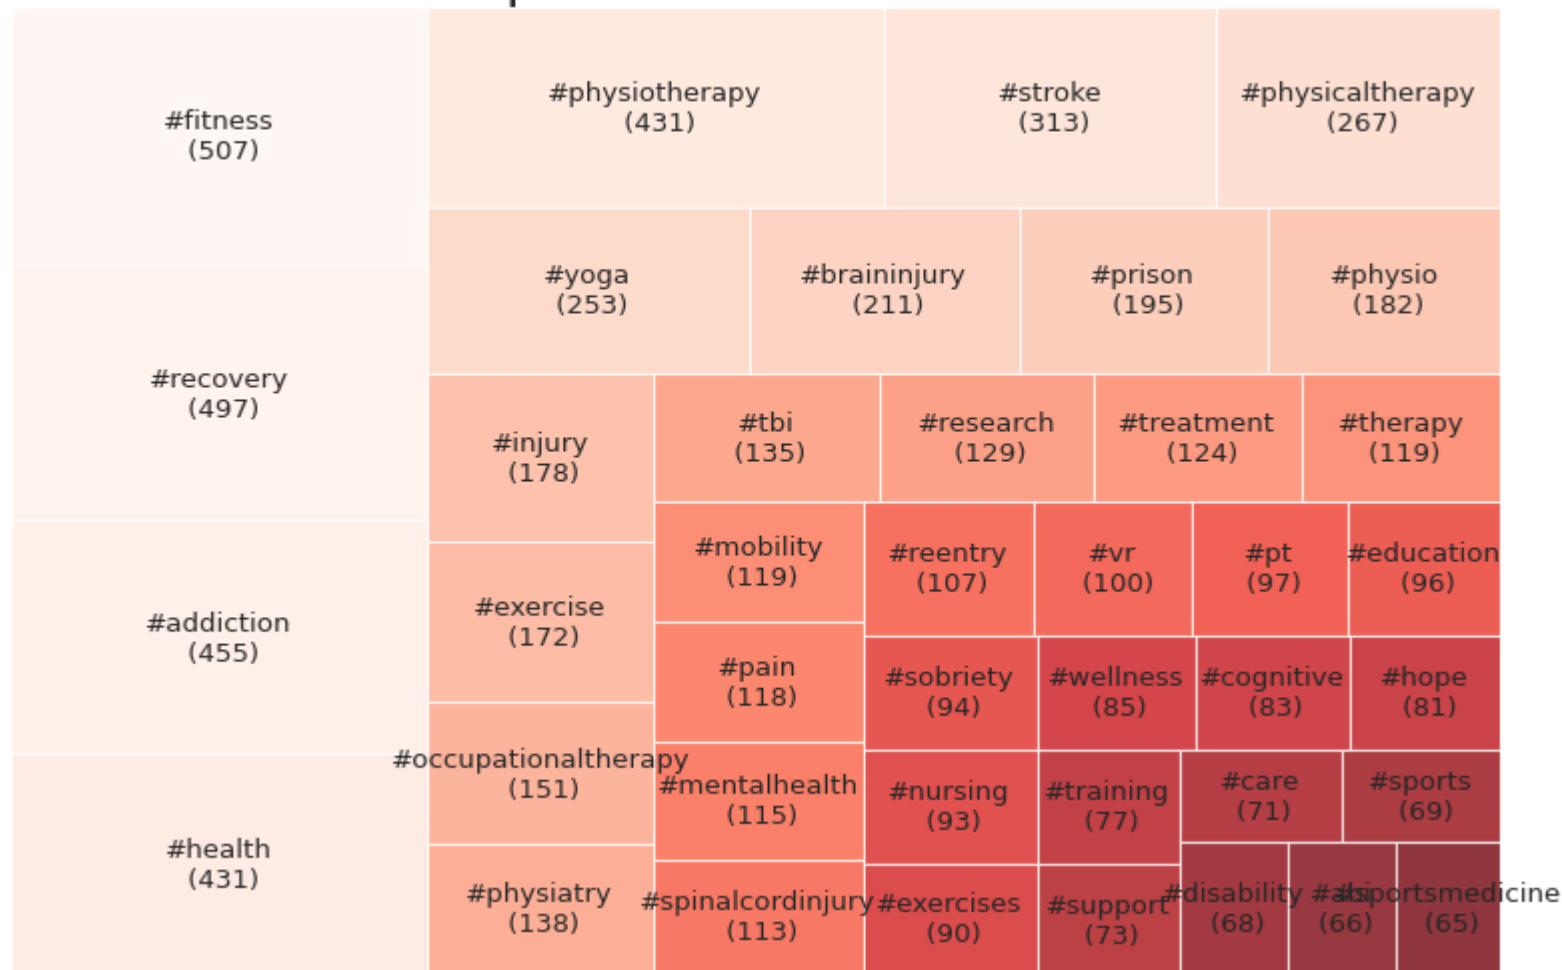 #fitness
(507)
#recovery
(497)
#addiction
(455)
#health
(431)
#physiotherapy
(431)
#stroke
(313)
#physicaltherapy
(267)
#yoga
(253)
#braininjury
(211)
#prison
(195)
#physio
(182)
#injury
(178)
#exercise
(172)
#occupationaltherapy
(151)
#physiatry
(138)
#tbi
(135)
#research
(129)
#treatment
(124)
#therapy
(119)
#mobility
(119)
#pain
(118)
#mentalhealth
(115)
#spinalcordinjury
(113)
#reentry
(107)
#vr
(100)
#pt
(97)
#education
(96)
#sobriety
(94)
#nursing
(93)
#exercises
(90)
#wellness
(85)
#cognitive
(83)
#hope
(81)
#training
(77)
#support
(73)
#care
(71)
#sports
(69)
#disability
(68)
(66)
#sportsmedicine
(65)